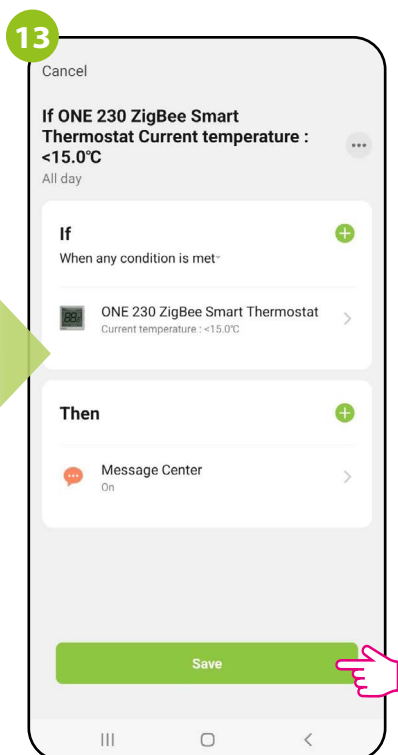 13
Cancel
If ONE 230 ZigBee Smart
Thermostat Current temperature :
<15.0°C
All day
If
When any condition is met
ONE 230 ZigBee Smart Thermostat
Current temperature : <15.0°C
Then
Message Center
On
Save